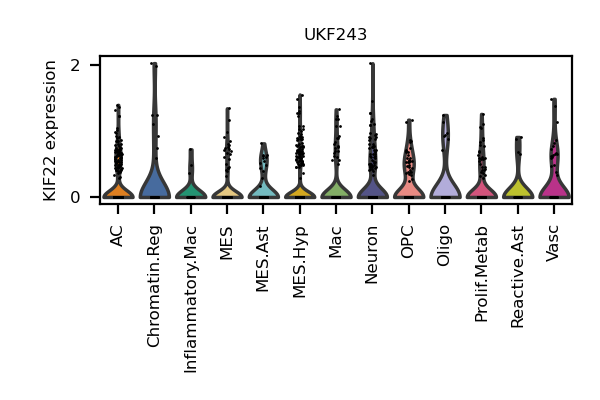 UKF243
KIF22 expression
2
0
AC
Chromatin.Reg
Inflammatory.Mac
MES
MES.Ast
MES.Hyp
Mac
Neuron
OPC
Oligo
Prolif.Metab
Reactive.Ast
Vasc